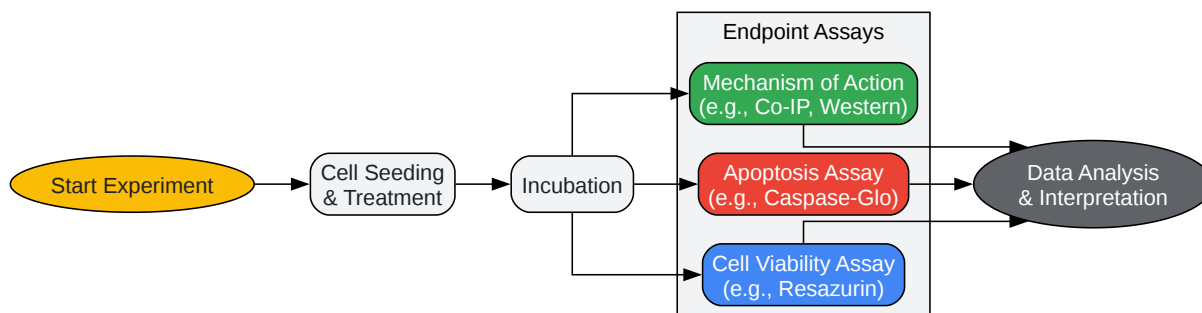 Start Experiment
Cell Seeding
& Treatment
Incubation
Endpoint Assays
Mechanism of Action
(e.g., Co-IP, Western)
Apoptosis Assay
(e.g., Caspase-Glo)
Cell Viability Assay
(e.g., Resazurin)
Data Analysis
& Interpretation